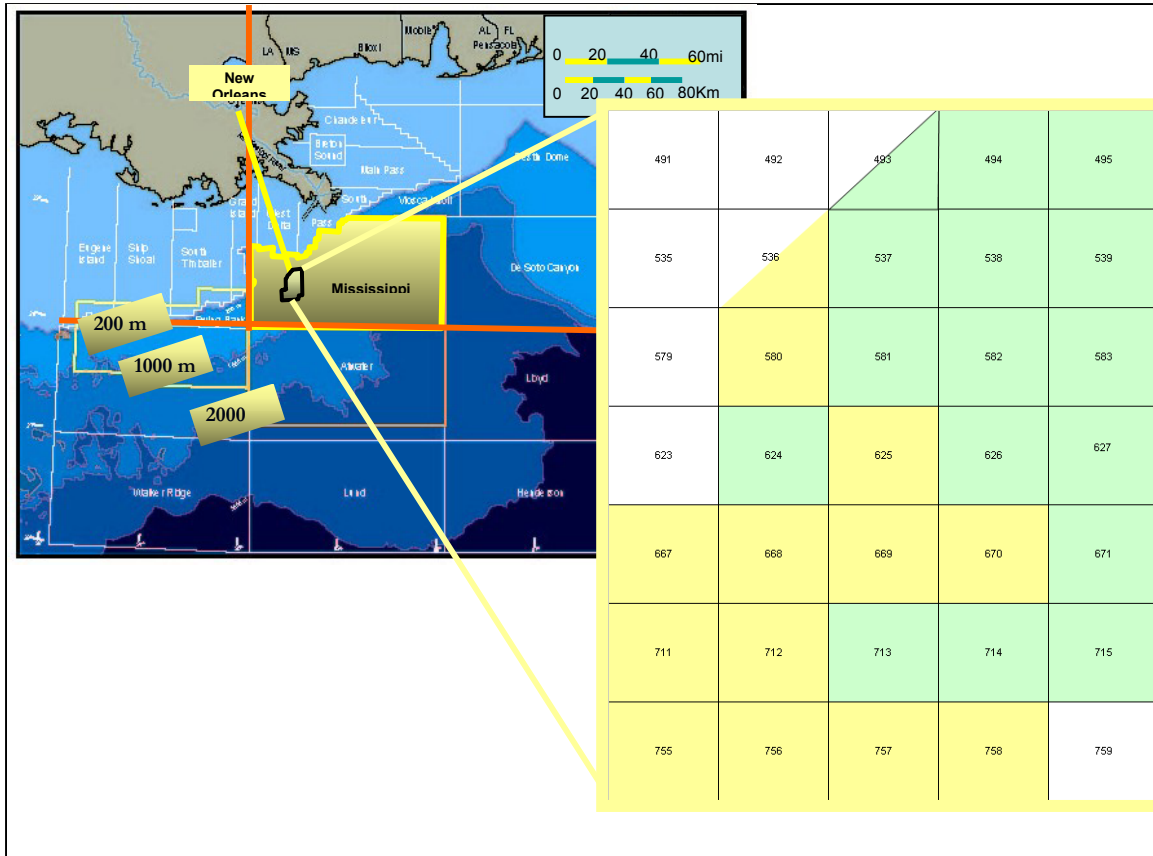 LA MS
Biloxi
Mobile
AL FL
Pensacola
New
Orleans
0 20 40 60mi
0 20 40 60 80Km
Chandeleur
Breton
Sound
Main Pass
Destin Dome
Viosca Knoll
Grand
Island
West
Delta
South
Pass
Eugene
Island
Ship
Shoal
South
Timbalier
De Soto Canyon
Mississippi
200 m
1000 m
2000
Atwater
Lloyd
Walker Ridge
Lund
Henderson
491 492 493 494 495
535 536 537 538 539
579 580 581 582 583
623 624 625 626 627
667 668 669 670 671
711 712 713 714 715
755 756 757 758 759